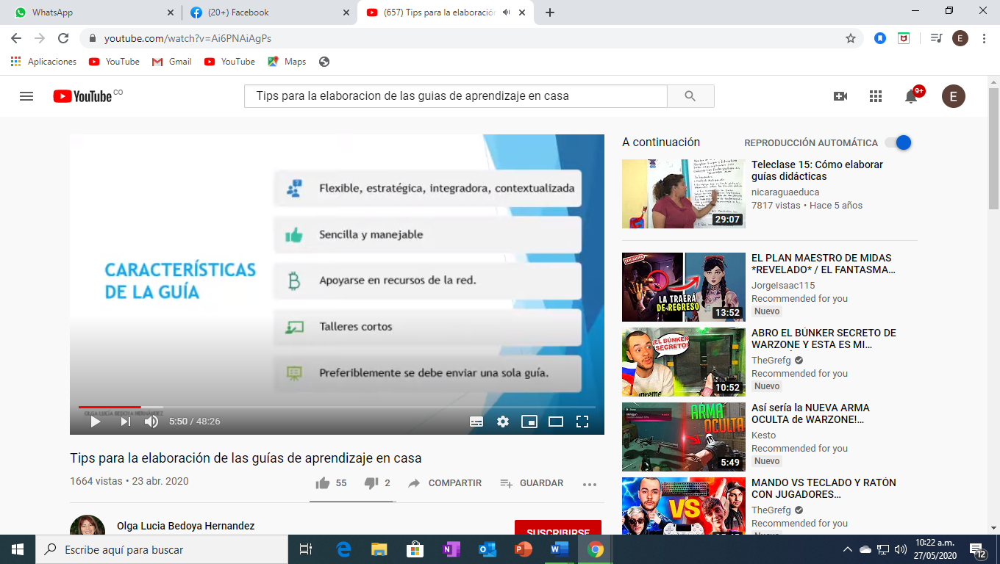 WhatsApp
(20+) Facebook
(657) Tips para la elaboración
youtube.com/watch?v=Ai6PNAiAgPs
Aplicaciones
YouTube
Gmail
YouTube
Maps
YouTube CO
Tips para la elaboracion de las guias de aprendizaje en casa
9+
E
E
CARACTERÍSTICAS
DE LA GUÍA
Flexible, estratégica, integradora, contextualizada
Sencilla y manejable
Apoyarse en recursos de la red.
Talleres cortos
Preferiblemente se debe enviar una sola guía.
OLGA LUCÍA BEDOYA HERNÁNDEZ
5:50 / 48:26
Tips para la elaboración de las guías de aprendizaje en casa
1664 vistas • 23 abr. 2020
55
2
COMPARTIR
GUARDAR
Olga Lucia Bedoya Hernandez
SUSCRIBIRSE
A continuación
REPRODUCCIÓN AUTOMÁTICA
29:07
Teleclase 15: Cómo elaborar
guías didácticas
nicaraguaeduca
7817 vistas • Hace 5 años
LA TRAERÁ
DE REGRESO
13:52
EL PLAN MAESTRO DE MIDAS
*REVELADO* / EL FANTASMA...
JorgeIsaac115
Recommended for you
Nuevo
¡EL BÚNKER
SECRETO!
10:52
ABRO EL BÚNKER SECRETO DE
WARZONE Y ESTA ES MI...
TheGrefg
Recommended for you
Nuevo
ARMA
OCULTA
5:49
Así sería la NUEVA ARMA
OCULTA de WARZONE!...
Kesto
Recommended for you
Nuevo
VS
MANDO VS TECLADO Y RATÓN
CON JUGADORES...
TheGrefg
Recommended for you
Escribe aquí para buscar
10:22 a.m.
27/05/2020
12